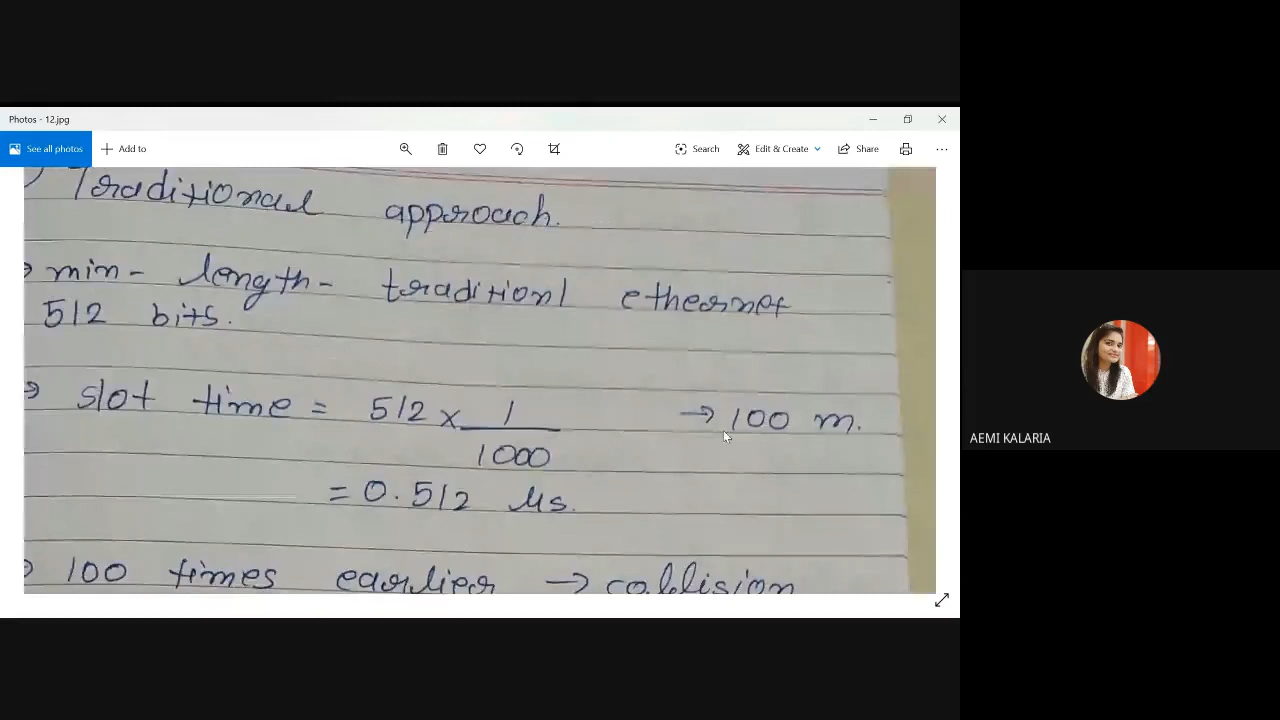 Photos - 12.jpg
See all photos
Add to
Search
Edit & Create
Share
Traditional approach.
min- length- traditionl ethernet
512 bits.
slot time = 512 x 1 → 100 m.
1000
= 0.512 μs.
100 times earlier → collision
AEMI KALARIA